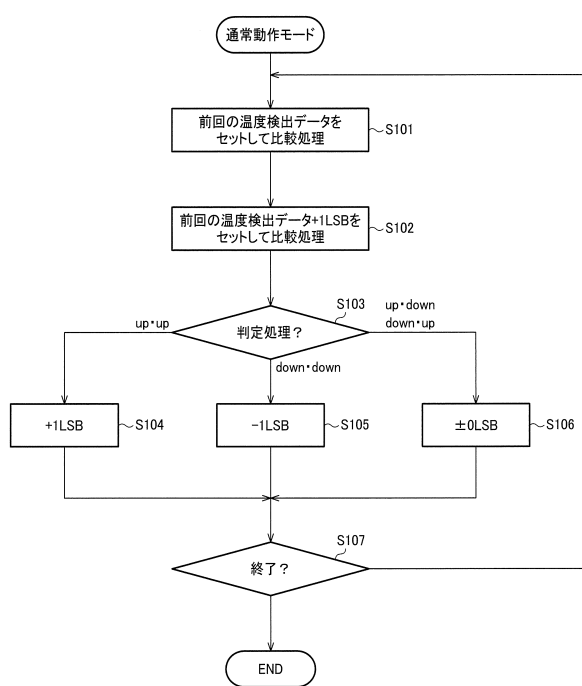 通常動作モード
前回の温度検出データを
セットして比較処理
S101
前回の温度検出データ+1LSBを
セットして比較処理
S102
S103
判定処理?
up・up
up・down
down・up
down・down
+1LSB
S104
-1LSB
S105
±0LSB
S106
S107
終了?
END